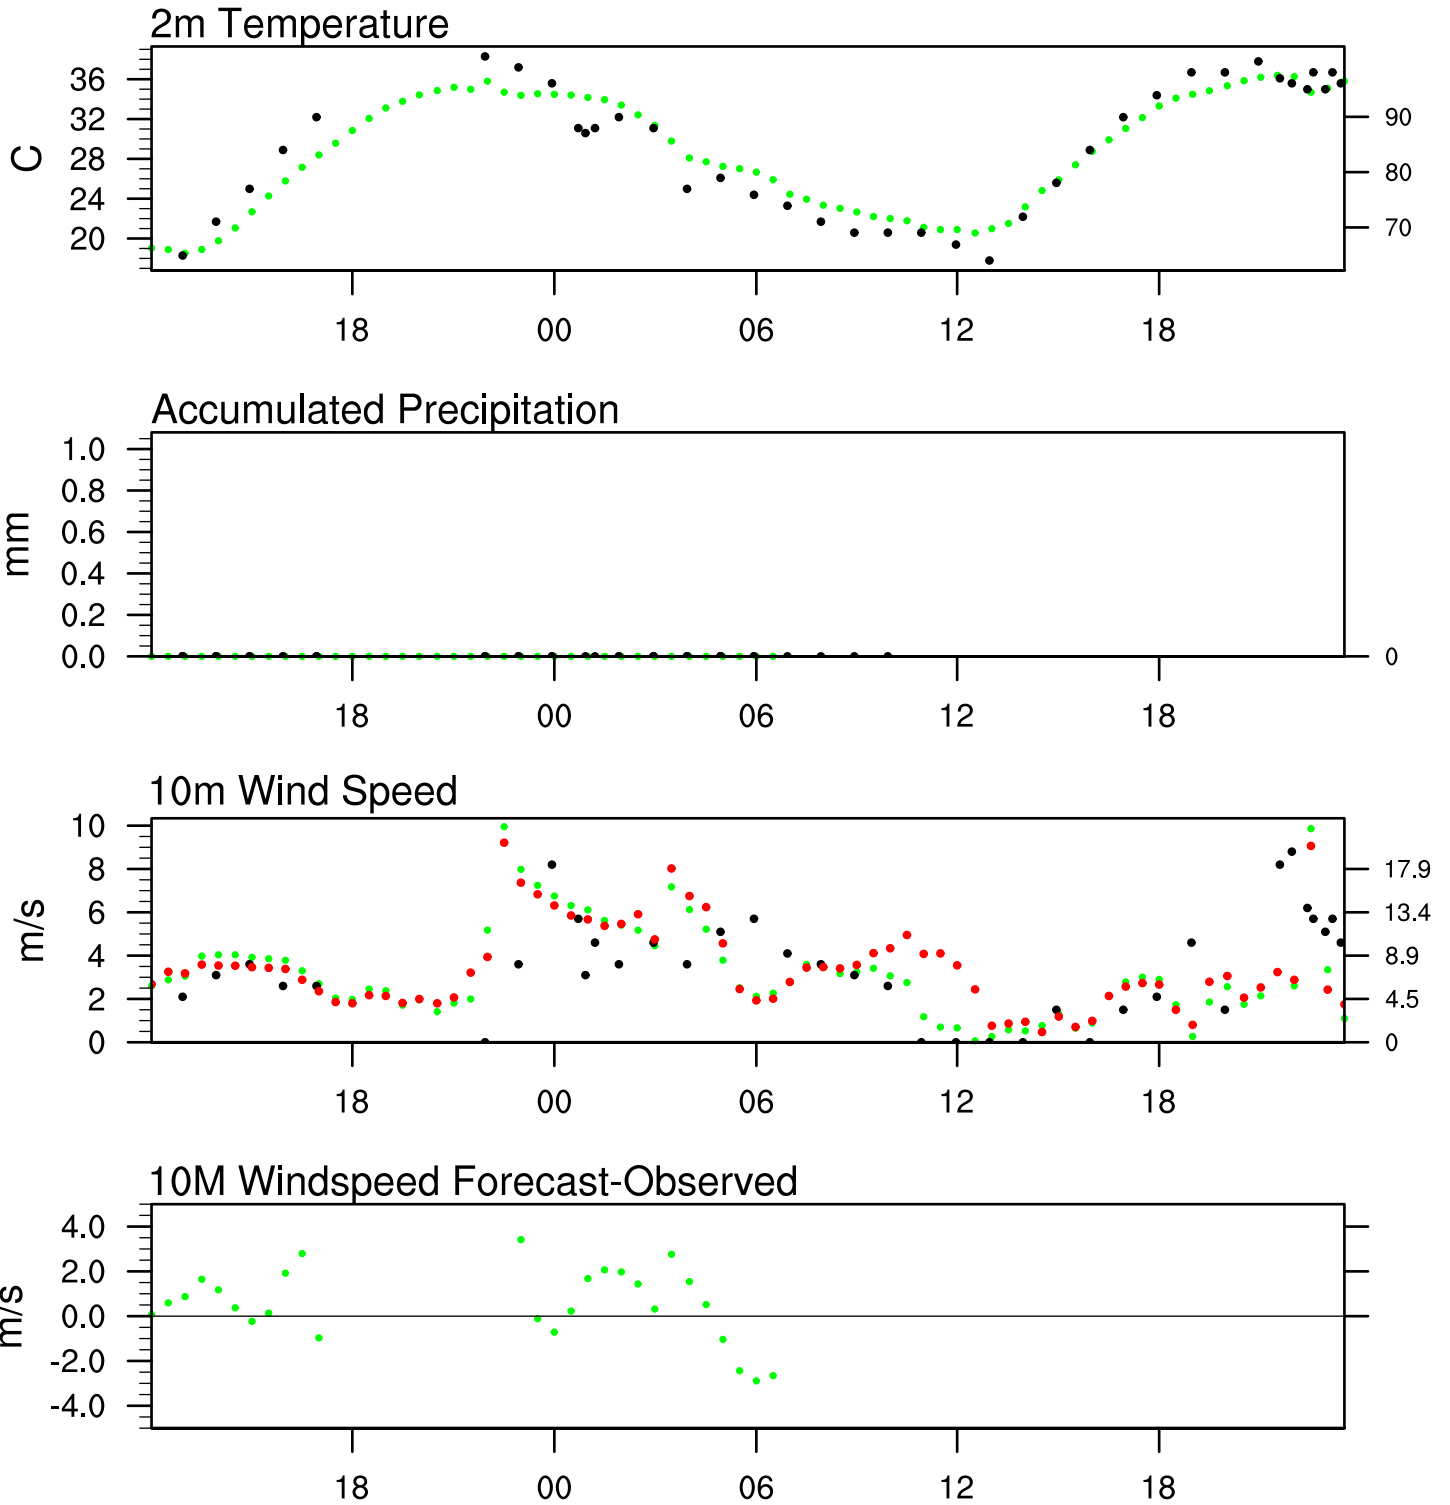 2m Temperature
36
32
28
24
20
C
90
80
70
18 00 06 12 18
Accumulated Precipitation
1.0
0.8
0.6
0.4
0.2
0.0
mm
0
18 00 06 12 18
10m Wind Speed
10
8
6
4
2
0
m/s
17.9
13.4
8.9
4.5
0
18 00 06 12 18
10M Windspeed Forecast-Observed
4.0
2.0
0.0
-2.0
-4.0
m/s
18 00 06 12 18